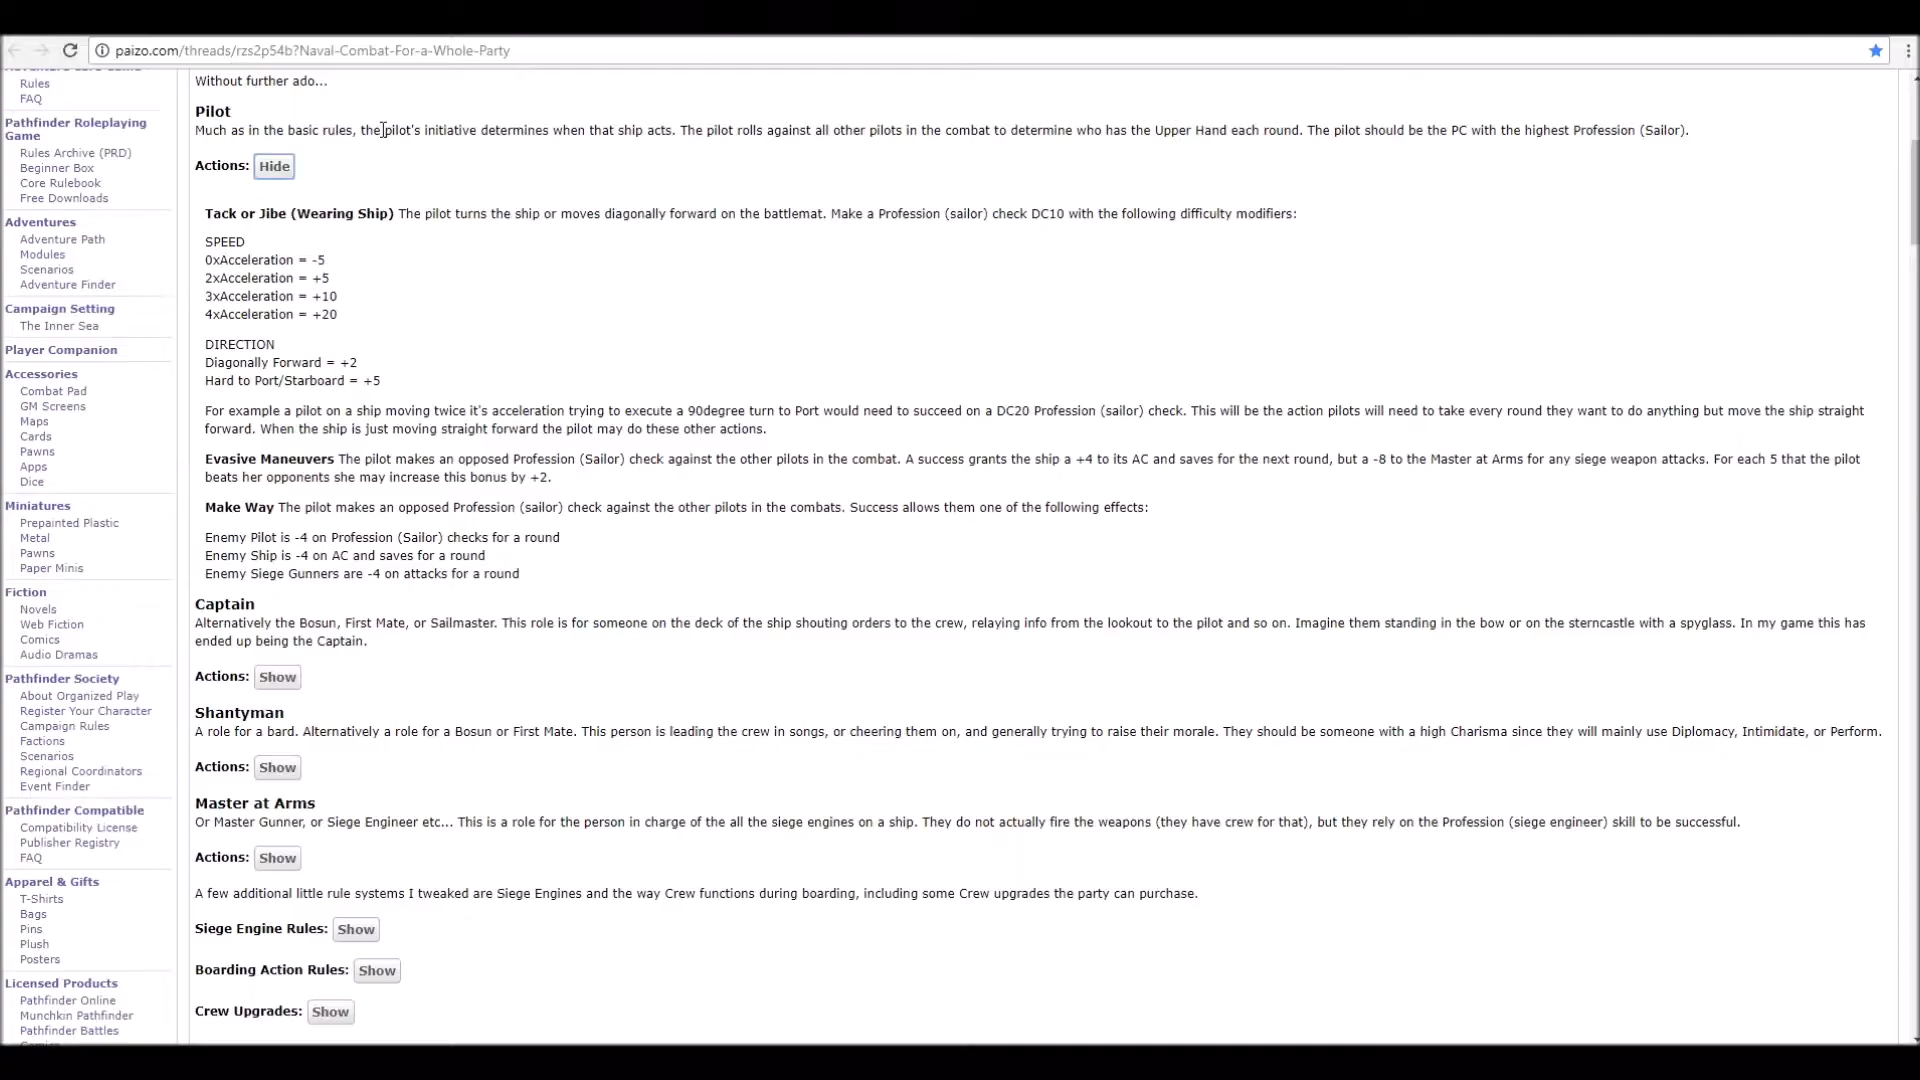 paizo.com/threads/rzs2p54b?Naval-Combat-For-a-Whole-Party
Rules
FAQ
Pathfinder Roleplaying
Game
Rules Archive (PRD)
Beginner Box
Core Rulebook
Free Downloads
Adventures
Adventure Path
Modules
Scenarios
Adventure Finder
Campaign Setting
The Inner Sea
Player Companion
Accessories
Combat Pad
GM Screens
Maps
Cards
Pawns
Apps
Dice
Miniatures
Prepainted Plastic
Metal
Pawns
Paper Minis
Fiction
Novels
Web Fiction
Comics
Audio Dramas
Pathfinder Society
About Organized Play
Register Your Character
Campaign Rules
Factions
Scenarios
Regional Coordinators
Event Finder
Pathfinder Compatible
Compatibility License
Publisher Registry
FAQ
Apparel & Gifts
T-Shirts
Bags
Pins
Plush
Posters
Licensed Products
Pathfinder Online
Munchkin Pathfinder
Pathfinder Battles
Without further ado...
Pilot
Much as in the basic rules, the pilot's initiative determines when that ship acts. The pilot rolls against all other pilots in the combat to determine who has the Upper Hand each round. The pilot should be the PC with the highest Profession (Sailor).
Actions: Hide
Tack or Jibe (Wearing Ship) The pilot turns the ship or moves diagonally forward on the battlemat. Make a Profession (sailor) check DC10 with the following difficulty modifiers:
SPEED
0xAcceleration = -5
2xAcceleration = +5
3xAcceleration = +10
4xAcceleration = +20
DIRECTION
Diagonally Forward = +2
Hard to Port/Starboard = +5
For example a pilot on a ship moving twice it's acceleration trying to execute a 90degree turn to Port would need to succeed on a DC20 Profession (sailor) check. This will be the action pilots will need to take every round they want to do anything but move the ship straight
forward. When the ship is just moving straight forward the pilot may do these other actions.
Evasive Maneuvers The pilot makes an opposed Profession (Sailor) check against the other pilots in the combat. A success grants the ship a +4 to its AC and saves for the next round, but a -8 to the Master at Arms for any siege weapon attacks. For each 5 that the pilot
beats her opponents she may increase this bonus by +2.
Make Way The pilot makes an opposed Profession (sailor) check against the other pilots in the combats. Success allows them one of the following effects:
Enemy Pilot is -4 on Profession (Sailor) checks for a round
Enemy Ship is -4 on AC and saves for a round
Enemy Siege Gunners are -4 on attacks for a round
Captain
Alternatively the Bosun, First Mate, or Sailmaster. This role is for someone on the deck of the ship shouting orders to the crew, relaying info from the lookout to the pilot and so on. Imagine them standing in the bow or on the sterncastle with a spyglass. In my game this has
ended up being the Captain.
Actions: Show
Shantyman
A role for a bard. Alternatively a role for a Bosun or First Mate. This person is leading the crew in songs, or cheering them on, and generally trying to raise their morale. They should be someone with a high Charisma since they will mainly use Diplomacy, Intimidate, or Perform.
Actions: Show
Master at Arms
Or Master Gunner, or Siege Engineer etc... This is a role for the person in charge of the all the siege engines on a ship. They do not actually fire the weapons (they have crew for that), but they rely on the Profession (siege engineer) skill to be successful.
Actions: Show
A few additional little rule systems I tweaked are Siege Engines and the way Crew functions during boarding, including some Crew upgrades the party can purchase.
Siege Engine Rules: Show
Boarding Action Rules: Show
Crew Upgrades: Show